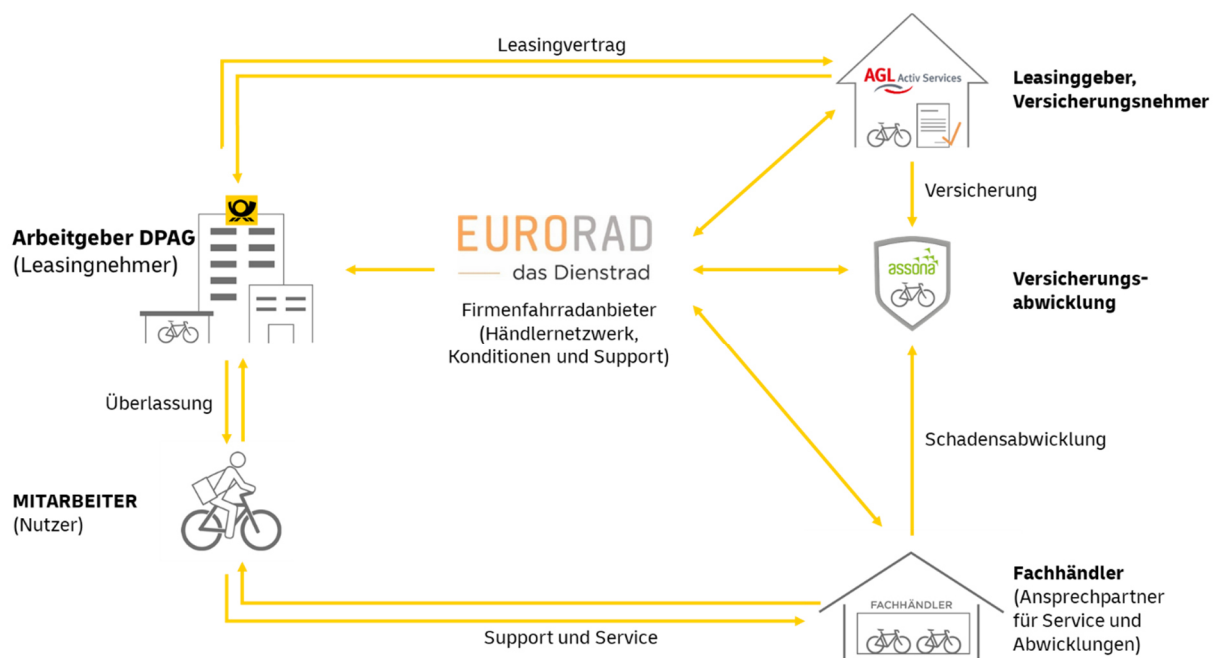 Leasingvertrag
AGL Activ Services
Leasinggeber,
Versicherungsnehmer
Versicherung
Arbeitgeber DPAG
(Leasingnehmer)
EURORAD
das Dienstrad
Firmenfahrradanbieter
(Händlernetzwerk,
Konditionen und Support)
assona
Versicherungs-
abwicklung
Überlassung
Schadensabwicklung
MITARBEITER
(Nutzer)
Support und Service
FACHHÄNDLER
Fachhändler
(Ansprechpartner
für Service und
Abwicklungen)